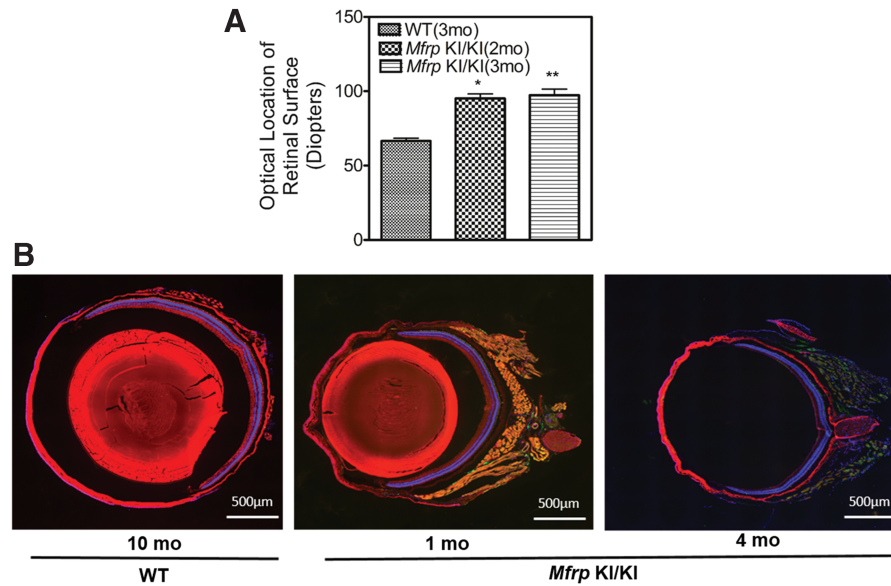 A
Optical Location of
Retinal Surface
(Diopters)
150
100
50
0
WT(3mo)
Mfrp KI/KI(2mo)
Mfrp KI/KI(3mo)
*
**
B
500µm
500µm
500µm
10 mo
1 mo
4 mo
WT
Mfrp KI/KI